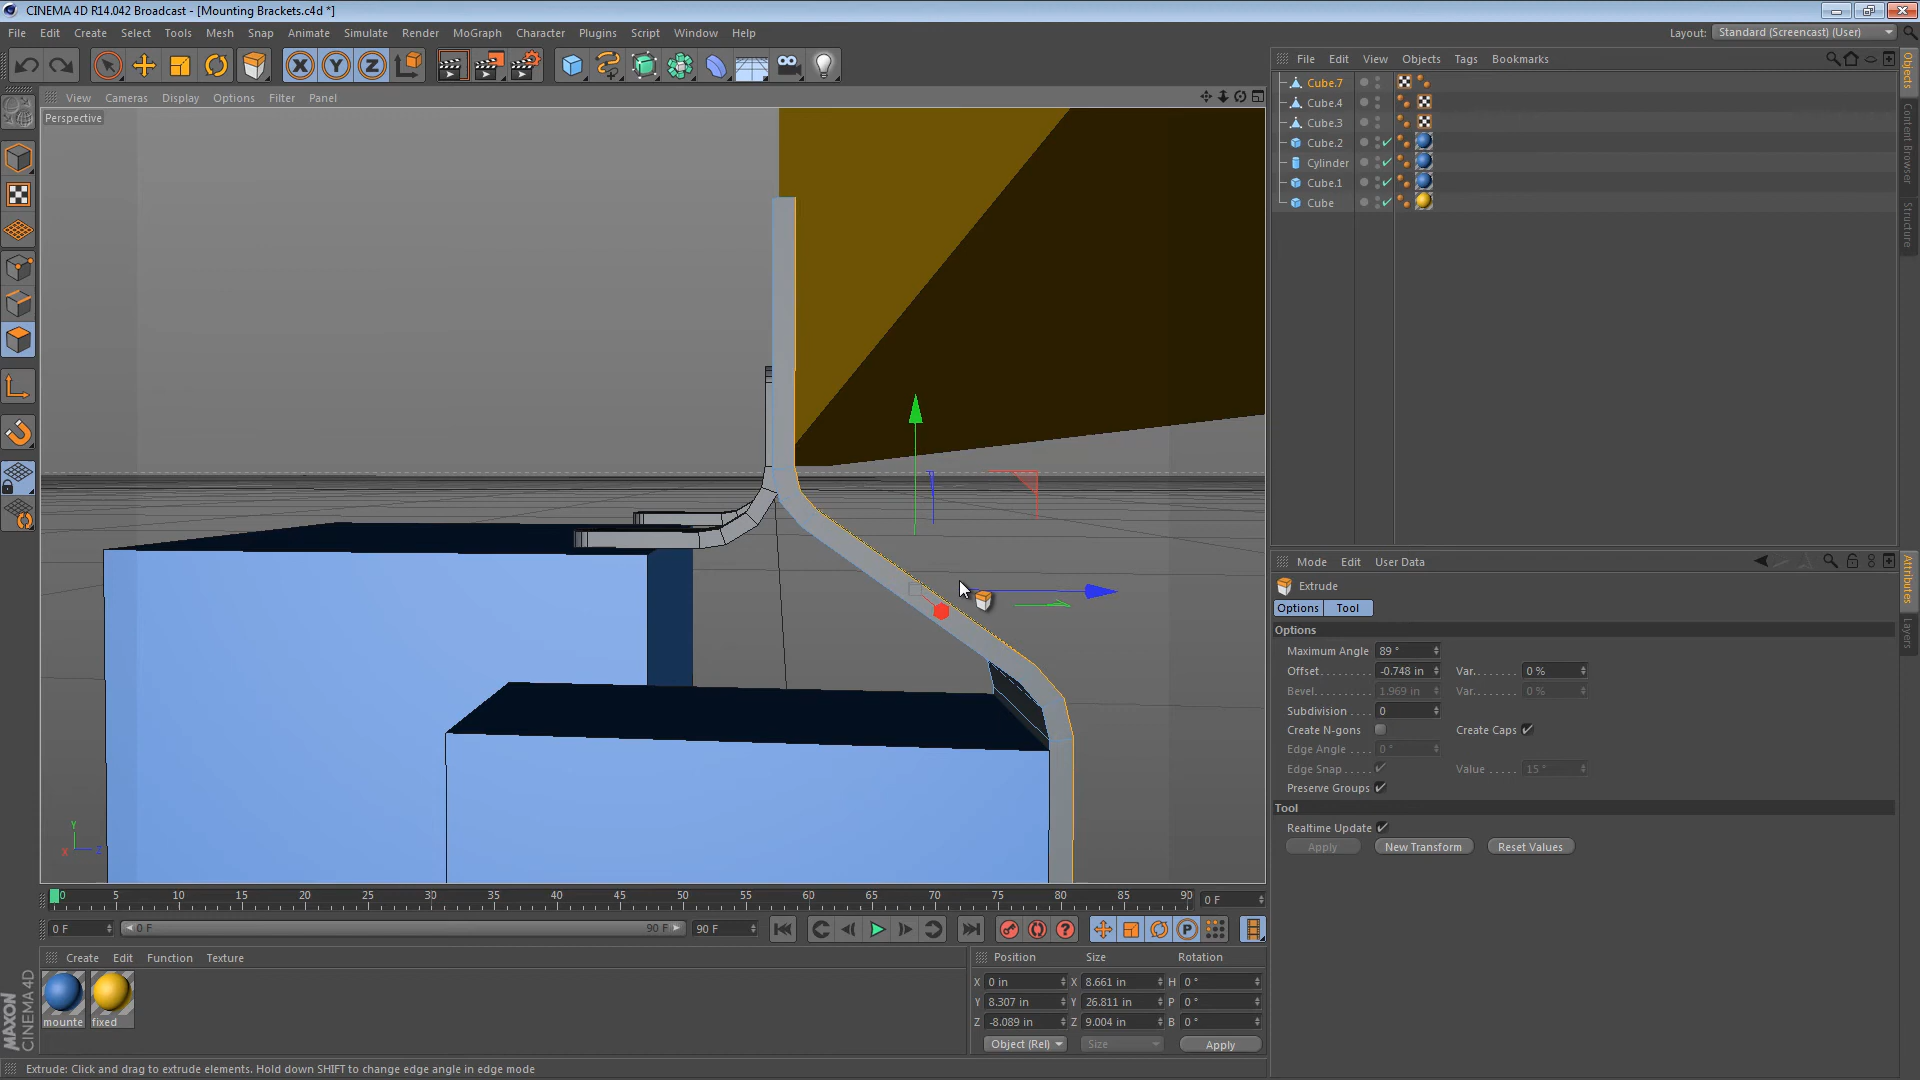 CINEMA 4D R14.042 Broadcast - [Mounting Brackets.c4d *]
File Edit Create Select Tools Mesh Snap Animate Simulate Render MoGraph Character Plugins Script Window Help
Layout: Standard (Screencast) (User)
View Cameras Display Options Filter Panel
Perspective
File Edit View Objects Tags Bookmarks
Cube.7
Cube.4
Cube.3
Cube.2
Cylinder
Cube.1
Cube
Objects
Content Browser
Structure
Mode Edit User Data
Extrude
Options Tool
Options
Maximum Angle 89 °
Offset -0.748 in Var. 0 %
Bevel 1.969 in Var. 0 %
Subdivision 0
Create N-gons Create Caps
Edge Angle 0 °
Edge Snap Value 15 °
Preserve Groups
Tool
Realtime Update
Apply New Transform Reset Values
Attributes
Layers
Y
X Z
0 5 10 15 20 25 30 35 40 45 50 55 60 65 70 75 80 85 90 0 F
0 F 0 F 90 F 90 F
P
Create Edit Function Texture
mounte fixed
Position Size Rotation
X 0 in X 8.661 in H 0 °
Y 8.307 in Y 26.811 in P 0 °
Z -8.089 in Z 9.004 in B 0 °
Object (Rel) Size Apply
MAXON
CINEMA 4D
Extrude: Click and drag to extrude elements. Hold down SHIFT to change edge angle in edge mode